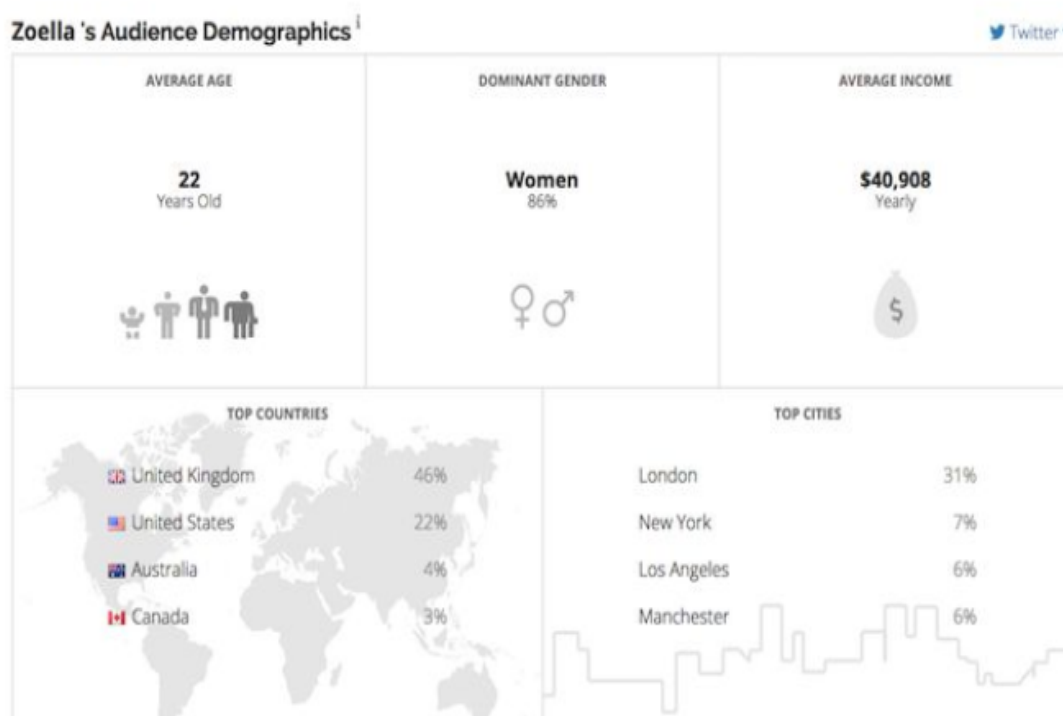 Zoella 's Audience Demographics i
Twitter
AVERAGE AGE
22
Years Old
DOMINANT GENDER
Women
86%
AVERAGE INCOME
$40,908
Yearly
$
TOP COUNTRIES
United Kingdom 46%
United States 22%
Australia 4%
Canada 3%
TOP CITIES
London 31%
New York 7%
Los Angeles 6%
Manchester 6%